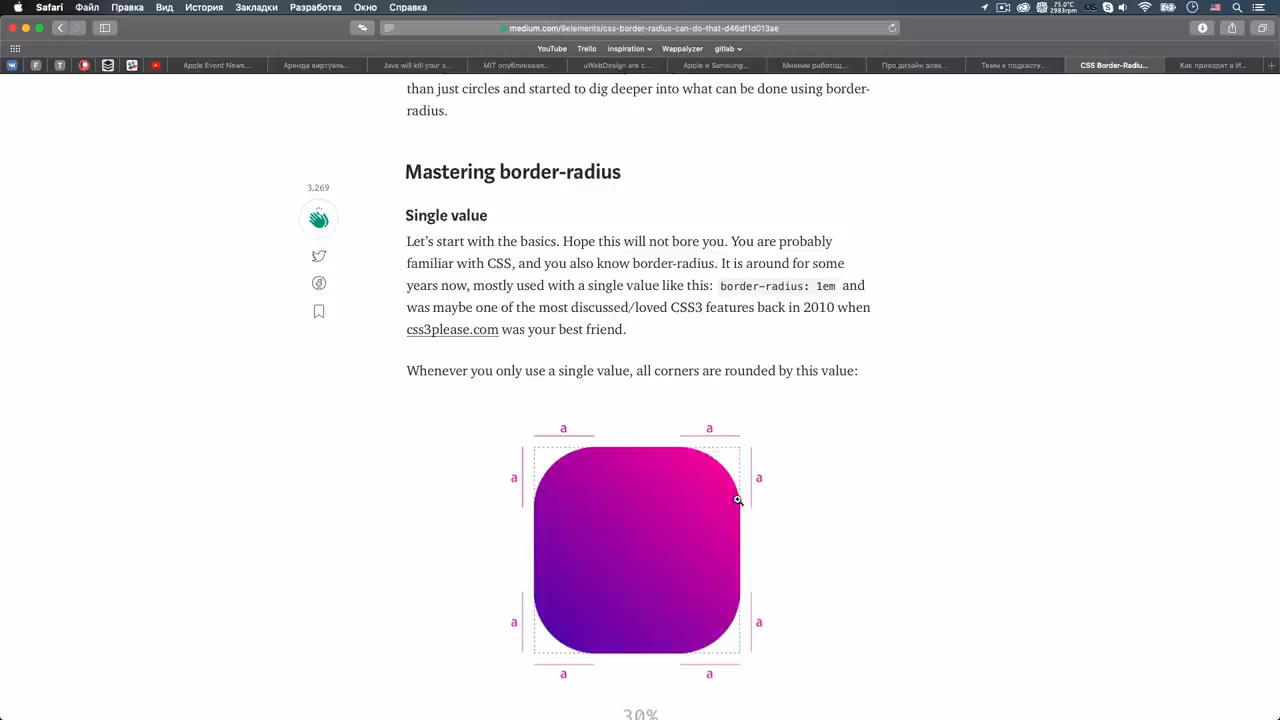 Safari Файл Правка Вид История Закладки Разработка Окно Справка
75.0°C
2983rpm
medium.com/9elements/css-border-radius-can-do-that-d46df1d013ae
YouTube Trello inspiration Wappalyzer gitlab
Apple Event News... Аренда виртуаль... Java will kill your s... MIT опубликовал... uWebDesign are c... Apple и Samsung... Мнения работод... Про дизайн элек... Темы к подкасту... CSS Border-Radiu... Как приходят в И...
than just circles and started to dig deeper into what can be done using border-
radius.
Mastering border-radius
3,269
Single value
Let’s start with the basics. Hope this will not bore you. You are probably
familiar with CSS, and you also know border-radius. It is around for some
years now, mostly used with a single value like this: border-radius: 1em and
was maybe one of the most discussed/loved CSS3 features back in 2010 when
css3please.com was your best friend.
Whenever you only use a single value, all corners are rounded by this value:
a a
a a
a a
a a
30%